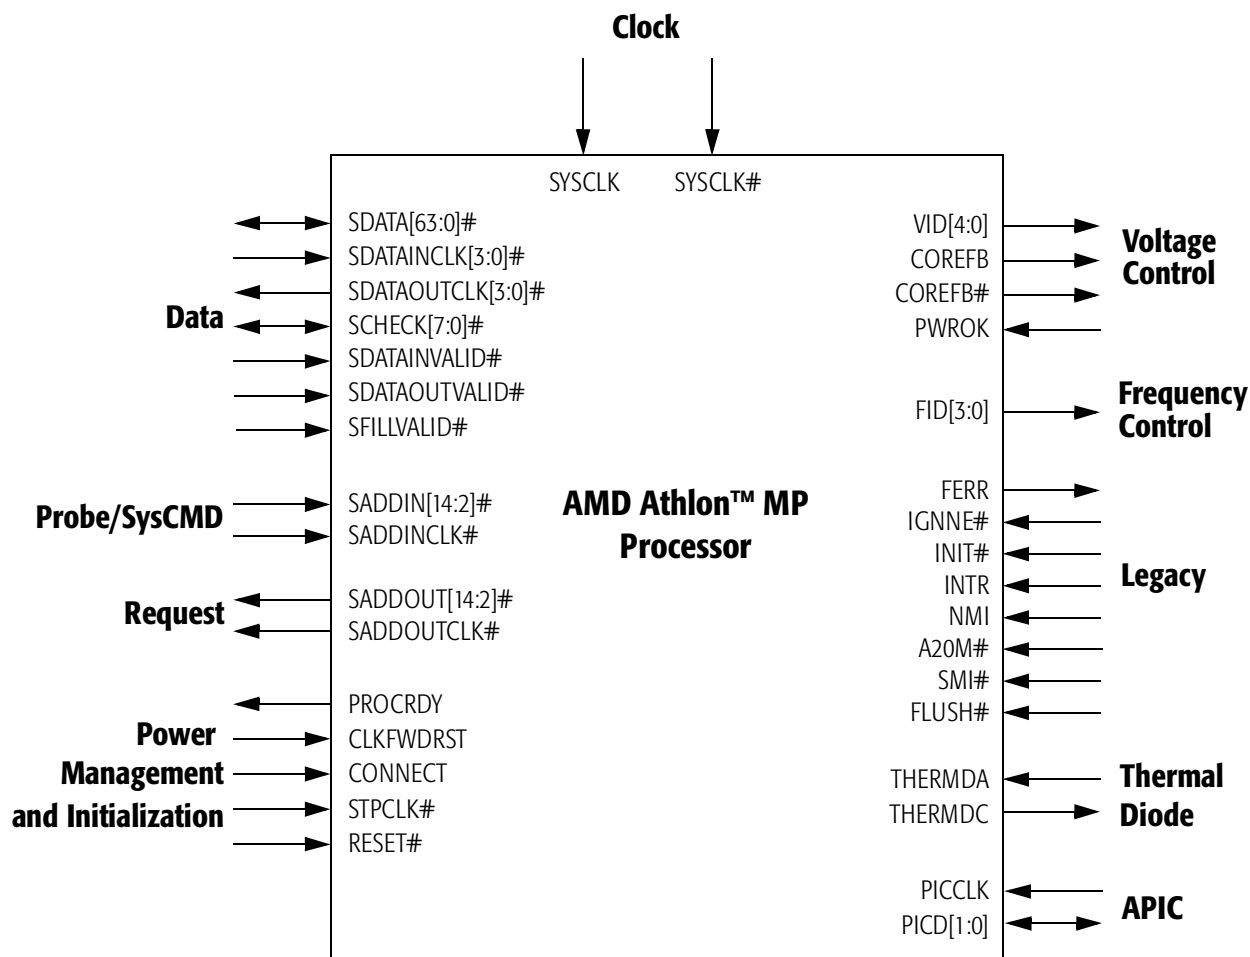 Clock
SYSCLK SYSCLK#
Data
SDATA[63:0]#
SDATAINCLK[3:0]#
SDATAOUTCLK[3:0]#
SCHECK[7:0]#
SDATAINVALID#
SDATAOUTVALID#
SFILLVALID#
Probe/SysCMD
SADDIN[14:2]#
SADDINCLK#
Request
SADDOUT[14:2]#
SADDOUTCLK#
Power
Management
and Initialization
PROCRDY
CLKFWDRST
CONNECT
STPCLK#
RESET#
AMD Athlon™ MP
Processor
VID[4:0]
COREFB
COREFB#
PWROK
Voltage
Control
FID[3:0]
Frequency
Control
FERR
IGNNE#
INIT#
INTR
NMI
A20M#
SMI#
FLUSH#
Legacy
THERMDA
THERMDC
Thermal
Diode
PICCLK
PICD[1:0]
APIC